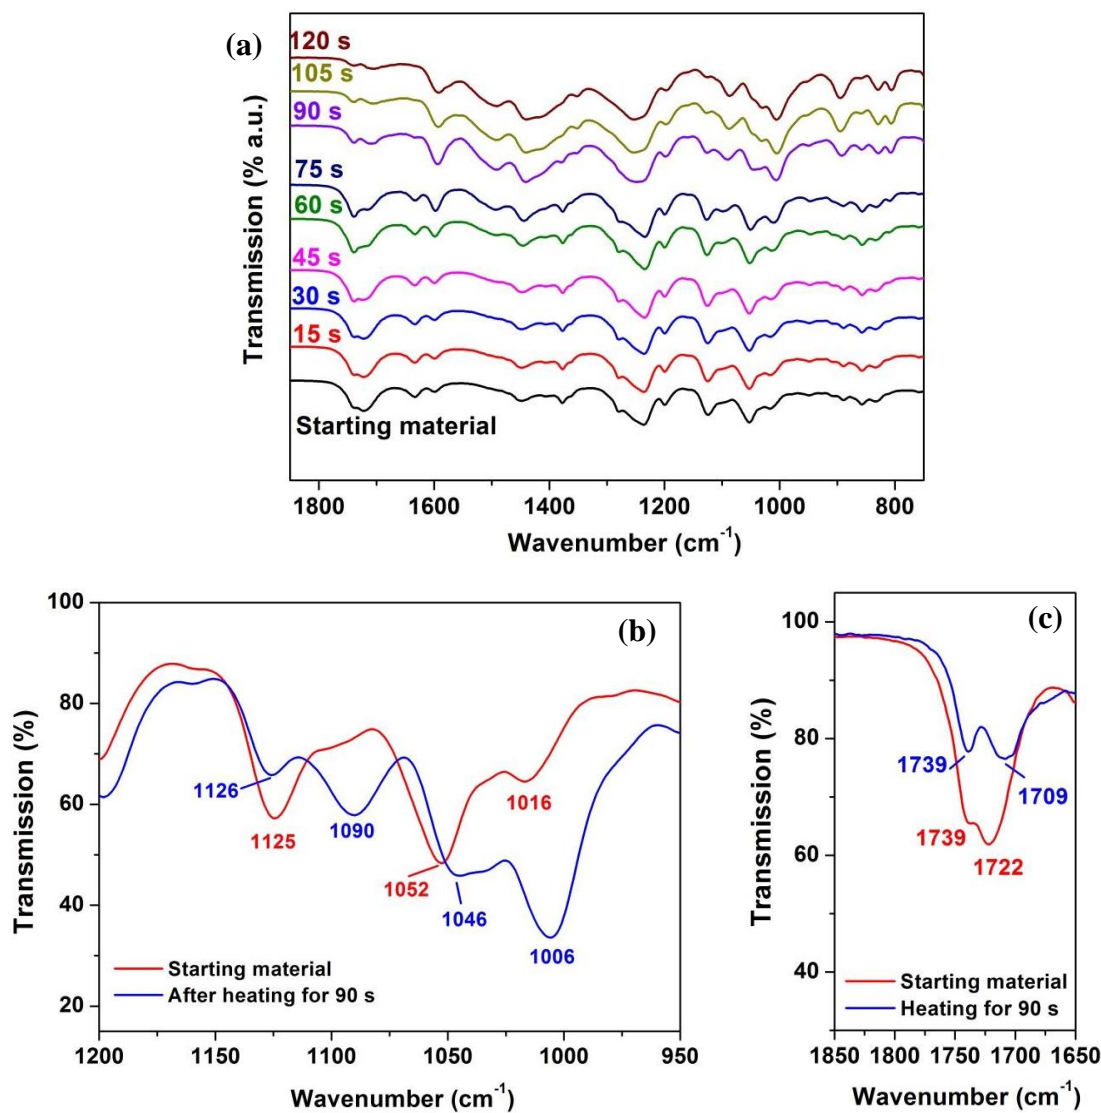 (a)
120 s
105 s
90 s
75 s
60 s
45 s
30 s
15 s
Starting material
Transmission (% a.u.)
1800 1600 1400 1200 1000 800
Wavenumber (cm⁻¹)
(b)
100
80
60
40
20
Transmission (%)
1126
1125
1090
1052
1046
1016
1006
Starting material
After heating for 90 s
1200 1150 1100 1050 1000 950
Wavenumber (cm⁻¹)
(c)
100
80
60
40
Transmission (%)
1739
1709
1739
1722
Starting material
Heating for 90 s
1850 1800 1750 1700 1650
Wavenumber (cm⁻¹)